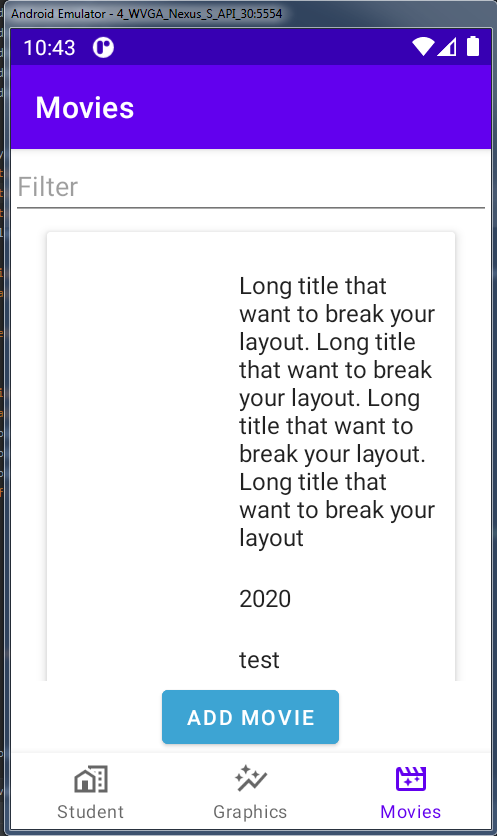 Android Emulator - 4_WVGA_Nexus_S_API_30:5554
10:43
Movies
Filter
Long title that
want to break your
layout. Long title
that want to break
your layout. Long
title that want to
break your layout.
Long title that
want to break your
layout
2020
test
ADD MOVIE
Student
Graphics
Movies